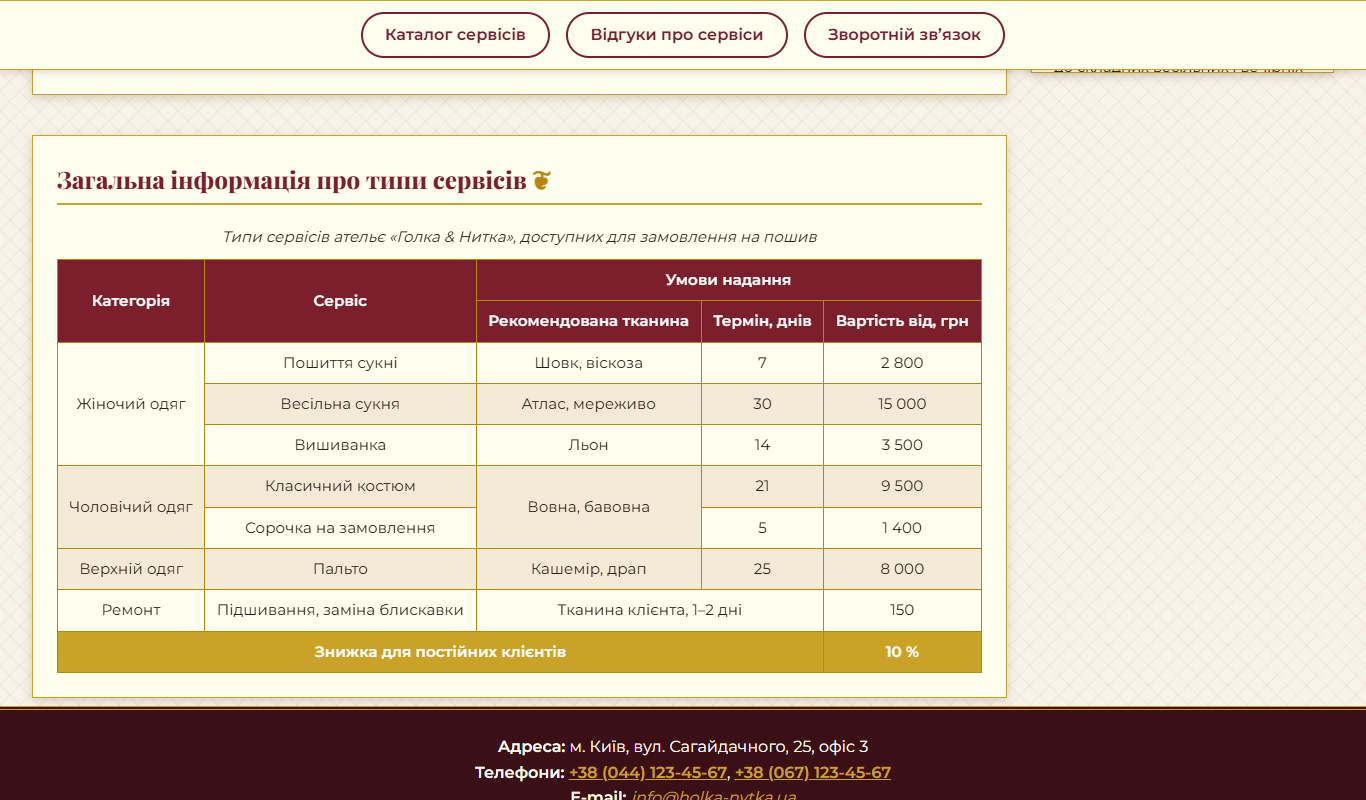 Каталог сервісів
Відгуки про сервіси
Зворотній зв’язок
Загальна інформація про типи сервісів ❦
Типи сервісів ательє «Голка & Нитка», доступних для замовлення на пошив
Категорія Сервіс Умови надання
Рекомендована тканина Термін, днів Вартість від, грн
Жіночий одяг Пошиття сукні Шовк, віскоза 7 2 800
Весільна сукня Атлас, мереживо 30 15 000
Вишиванка Льон 14 3 500
Чоловічий одяг Класичний костюм Вовна, бавовна 21 9 500
Сорочка на замовлення 5 1 400
Верхній одяг Пальто Кашемір, драп 25 8 000
Ремонт Підшивання, заміна блискавки Тканина клієнта, 1–2 дні 150
Знижка для постійних клієнтів 10 %
Адреса: м. Київ, вул. Сагайдачного, 25, офіс 3
Телефони: +38 (044) 123-45-67, +38 (067) 123-45-67
E-mail: info@holka-nytka.ua